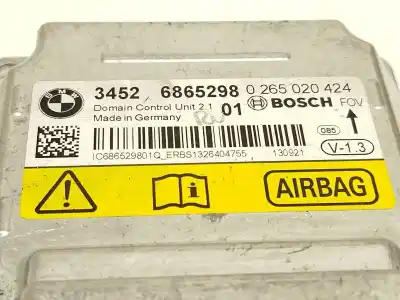 BMW
3452 6865298 0 265 020 424
Domain Control Unit 2.1 01 BOSCH FOV
Made in Germany
085
V-1.3
IC686529801Q_ERBS1326404755 130921
AIRBAG